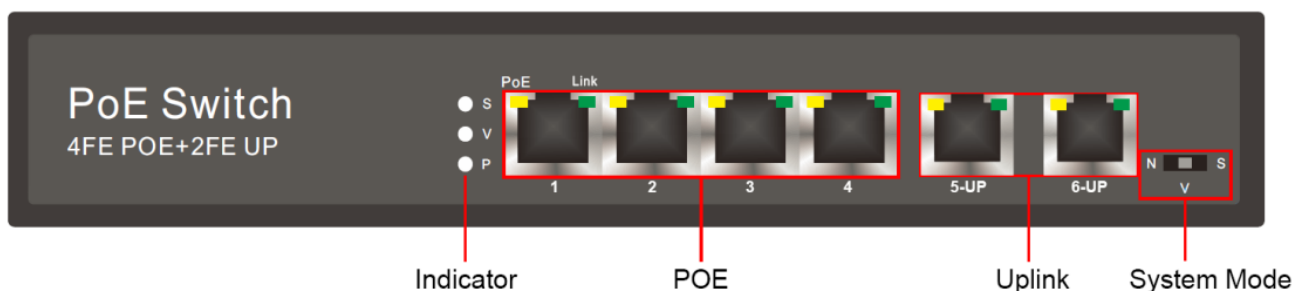 PoE Switch
4FE POE+2FE UP
S
V
P
PoE Link
1 2 3 4
5-UP 6-UP
N S
V
Indicator POE Uplink System Mode